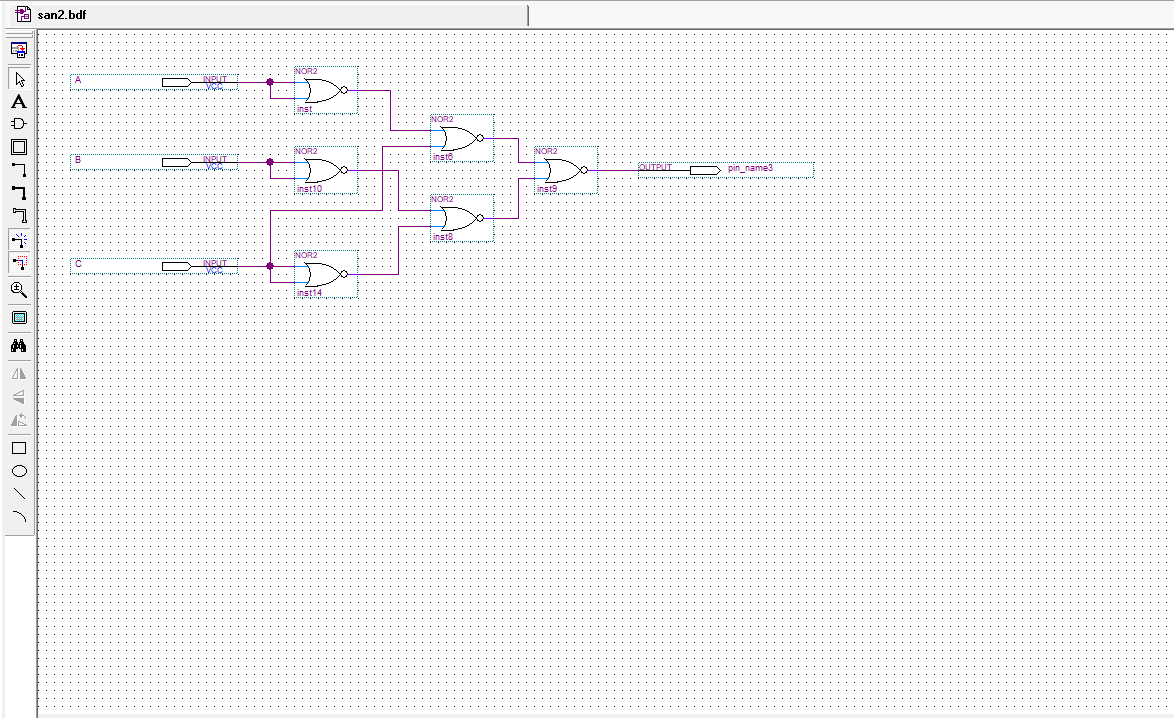 san2.bdf
A
INPUT
VCC
NOR2
inst
NOR2
inst6
B
INPUT
VCC
NOR2
inst10
NOR2
inst9
OUTPUT
pin_name3
NOR2
inst8
C
INPUT
VCC
NOR2
inst14